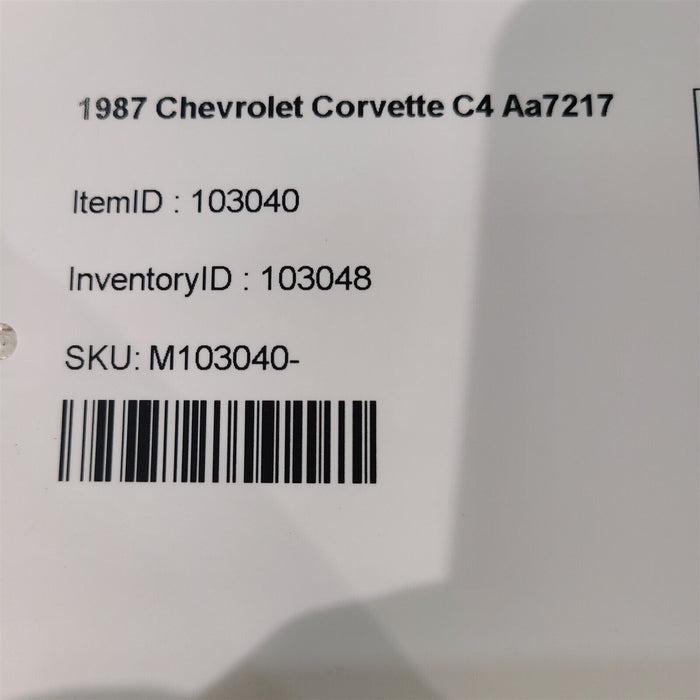 1987 Chevrolet Corvette C4 Aa7217
ItemID : 103040
InventoryID : 103048
SKU: M103040-